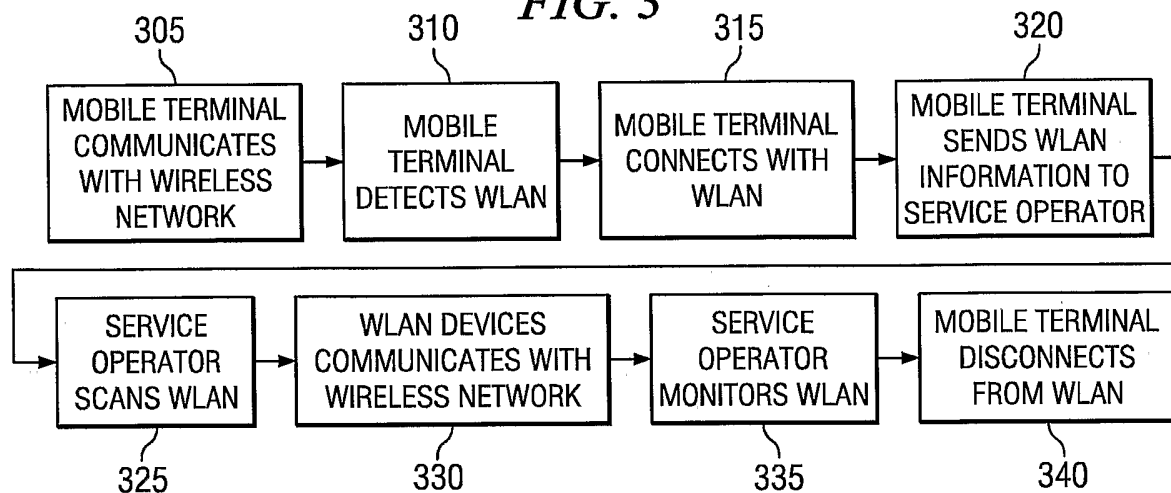 FIG. 3
305
310
315
320
MOBILE TERMINAL
COMMUNICATES
WITH WIRELESS
NETWORK
MOBILE
TERMINAL
DETECTS WLAN
MOBILE TERMINAL
CONNECTS WITH
WLAN
MOBILE TERMINAL
SENDS WLAN
INFORMATION TO
SERVICE OPERATOR
SERVICE
OPERATOR
SCANS WLAN
WLAN DEVICES
COMMUNICATES WITH
WIRELESS NETWORK
SERVICE
OPERATOR
MONITORS WLAN
MOBILE TERMINAL
DISCONNECTS
FROM WLAN
325
330
335
340